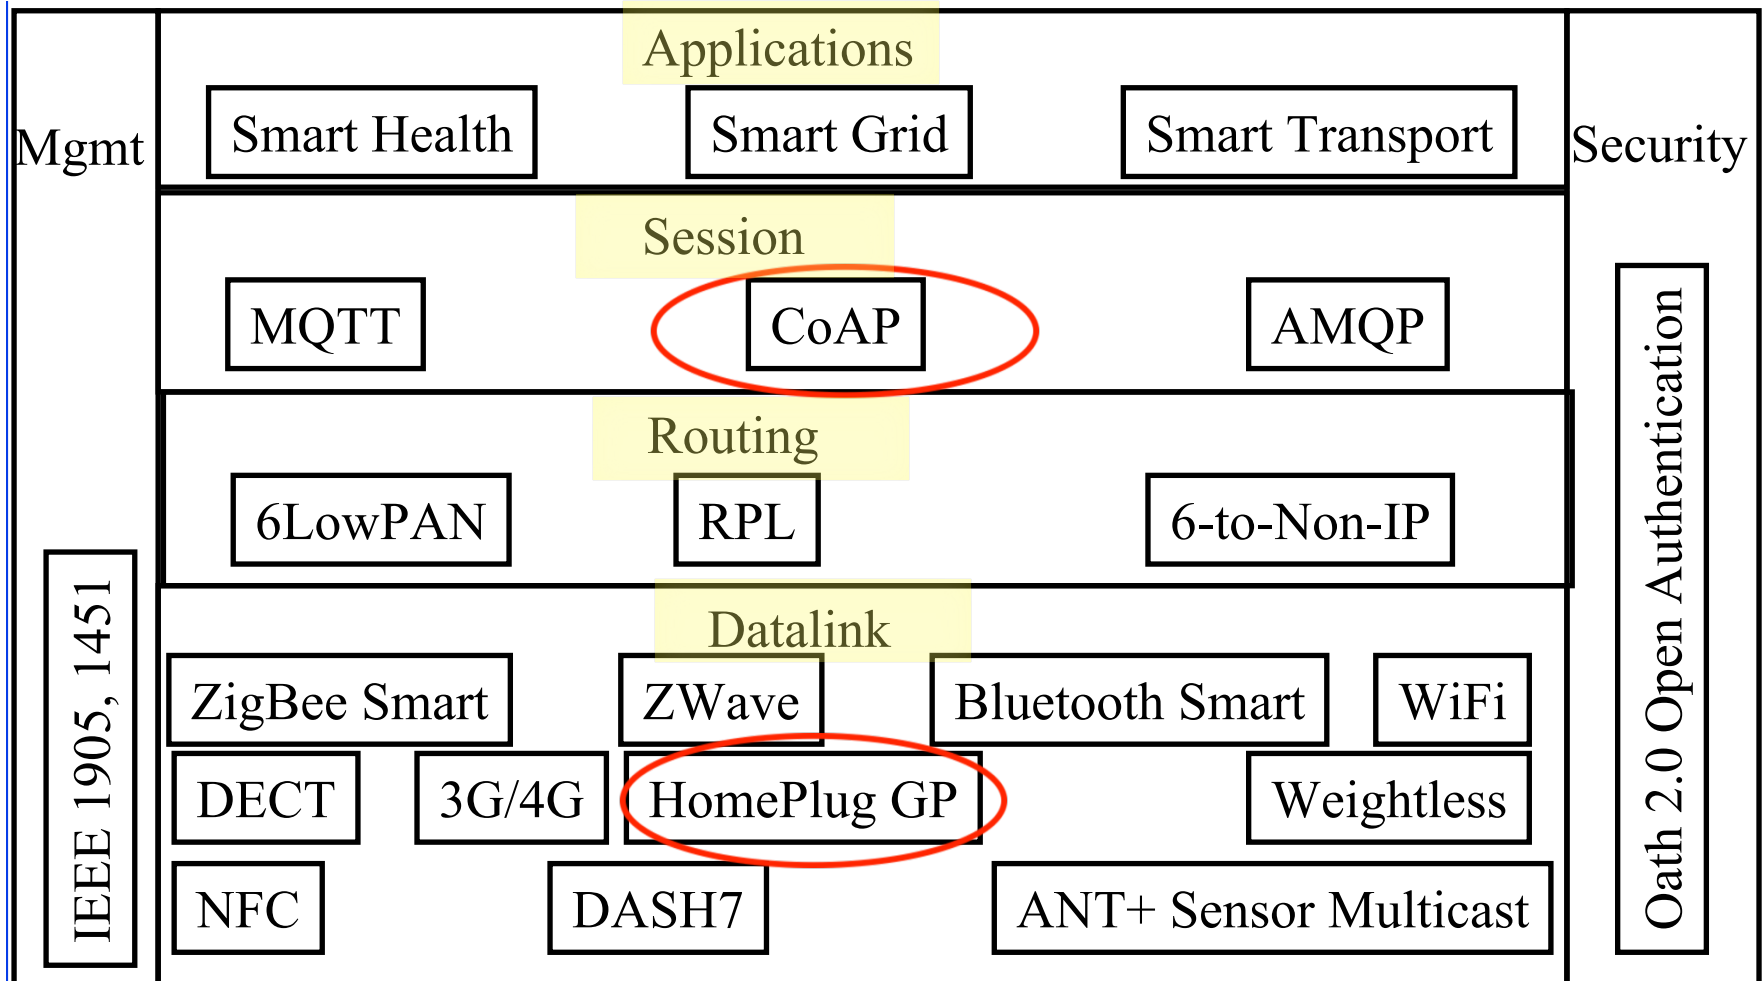 Applications
Smart Health
Smart Grid
Smart Transport
Mgmt
Security
Session
MQTT
CoAP
AMQP
Routing
6LowPAN
RPL
6-to-Non-IP
Datalink
ZigBee Smart
ZWave
Bluetooth Smart
WiFi
DECT
3G/4G
HomePlug GP
Weightless
NFC
DASH7
ANT+ Sensor Multicast
IEEE 1905, 1451
Oath 2.0 Open Authentication